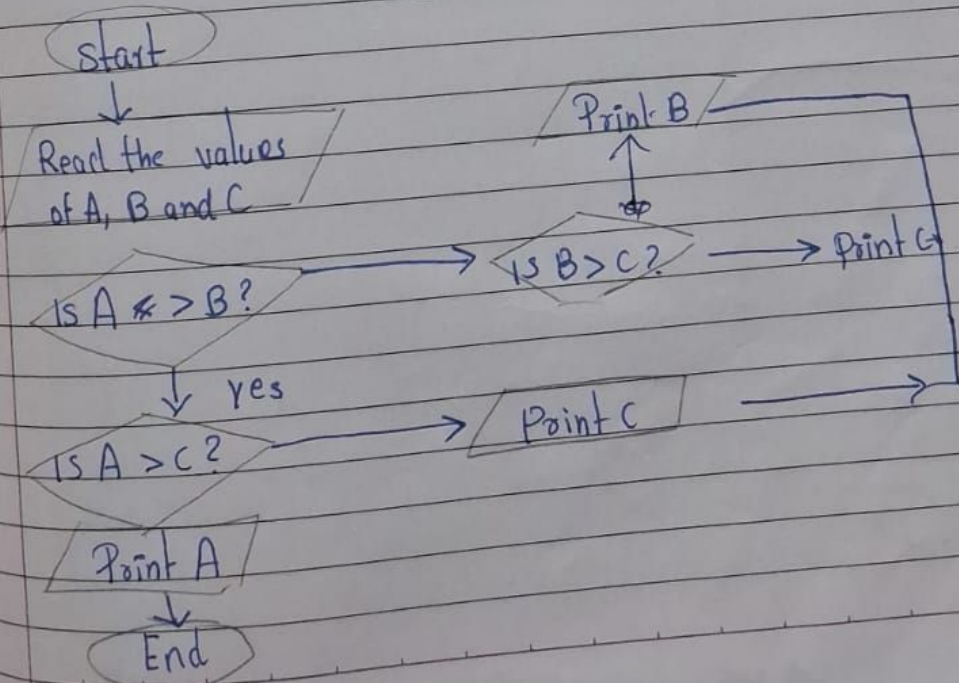 Start
Read the values
of A, B and C
Print B
Is A > B?
Is B > C?
Print C
yes
Is A > C?
Print C
Print A
End